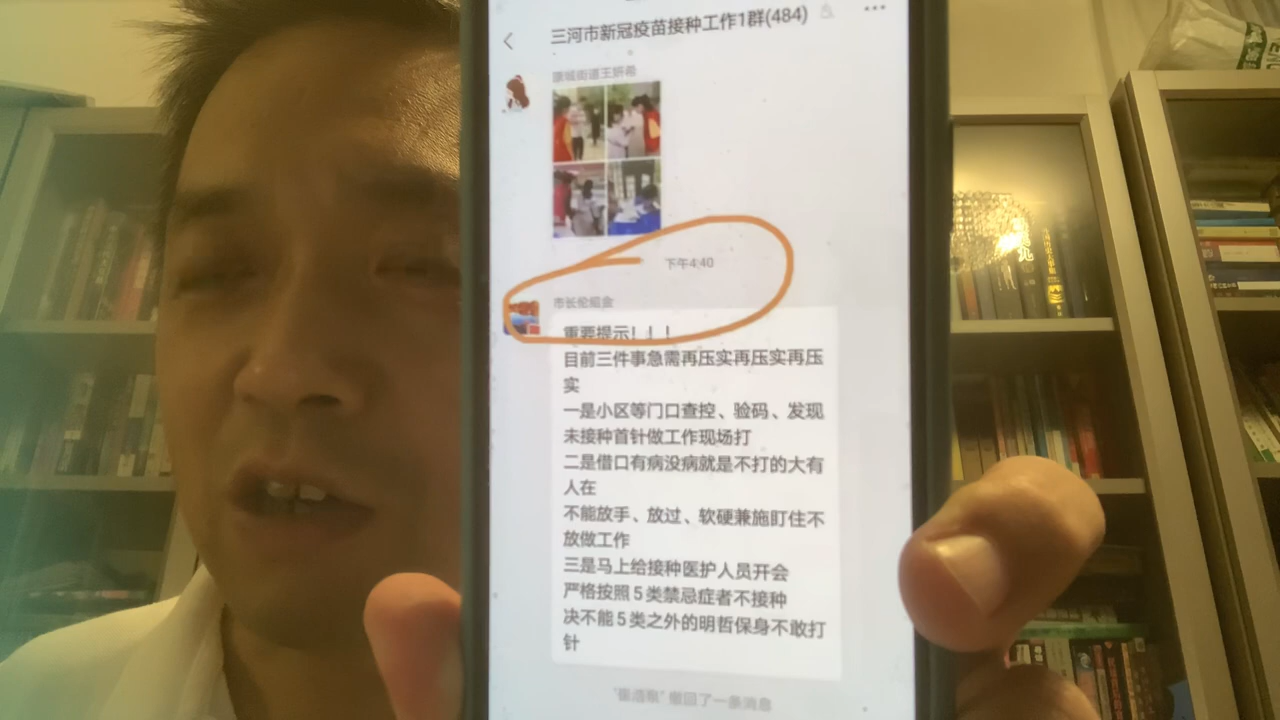 三河市新冠疫苗接种工作1群(484)
下午4:40
市长伦绍金
重要提示！！！
目前三件事急需再压实再压实再压
实
一是小区等门口查控、验码、发现
未接种首针做工作现场打
二是借口有病没病就是不打的大有
人在
不能放手、放过、软硬兼施盯住不
放做工作
三是马上给接种医护人员开会
严格按照5类禁忌症者不接种
决不能5类之外的明哲保身不敢打
针
撤回了一条消息